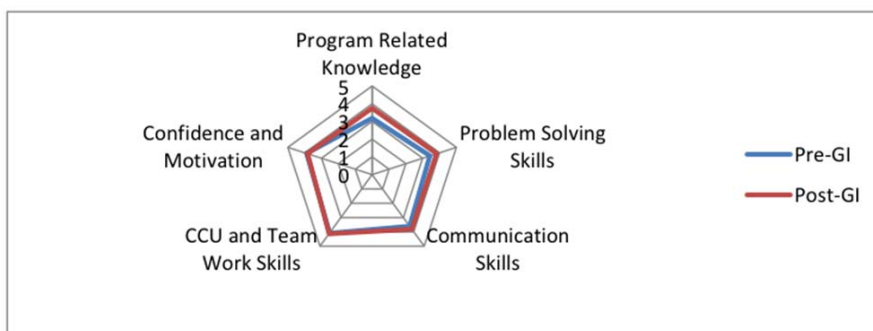 Program Related
Knowledge
5
4
3
2
1
0
Confidence and
Motivation
Problem Solving
Skills
Pre-GI
Post-GI
CCU and Team
Work Skills
Communication
Skills